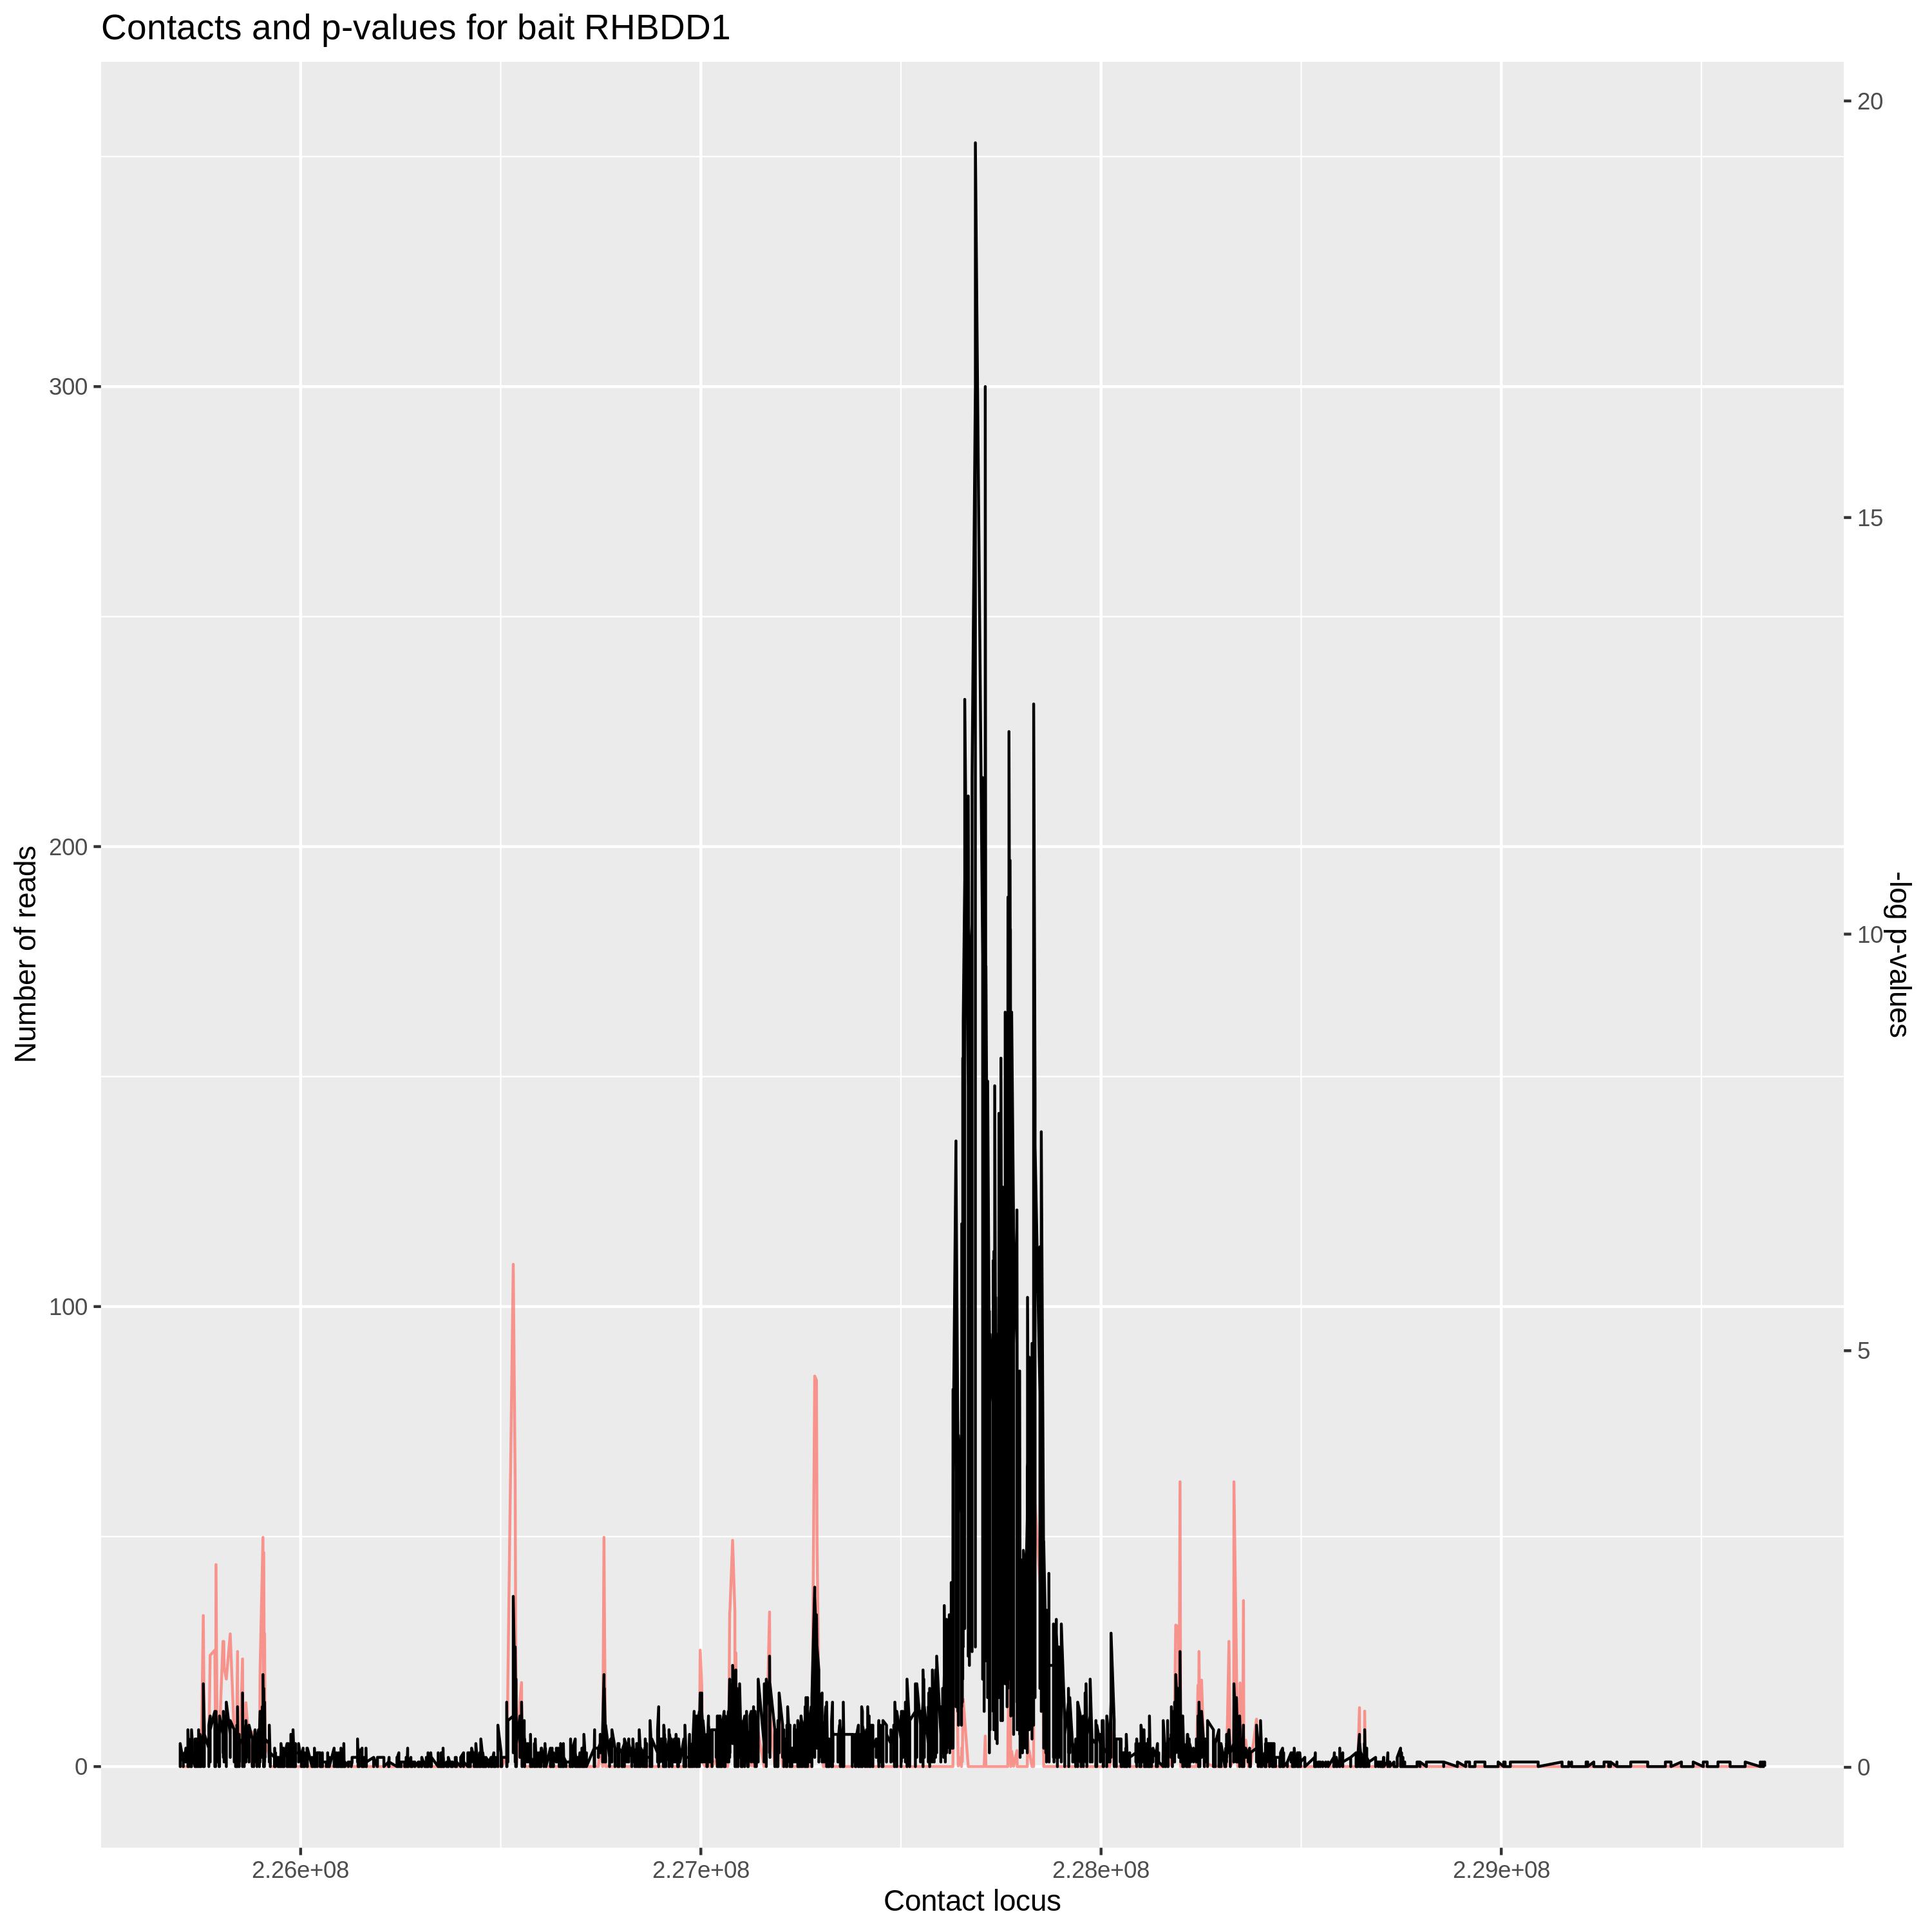 Contacts and p-values for bait RHBDD1
300
200
100
0
Number of reads
20
15
10
5
0
-log p-values
2.26e+08 2.27e+08 2.28e+08 2.29e+08
Contact locus